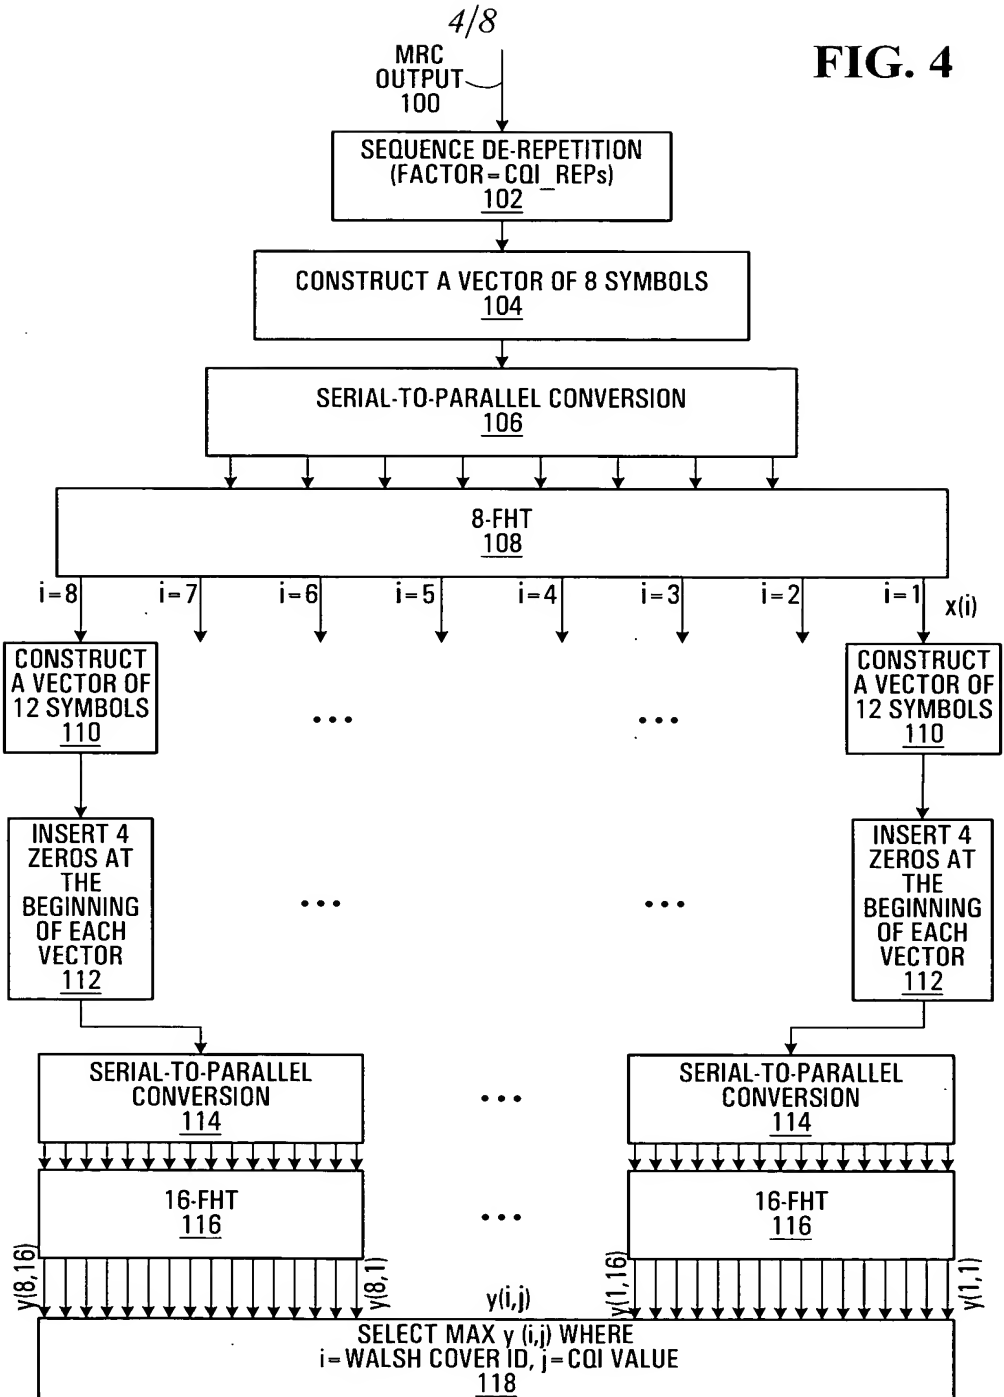 4/8
FIG. 4
MRC
OUTPUT
100
SEQUENCE DE-REPETITION
(FACTOR=CQI_REPs)
102
CONSTRUCT A VECTOR OF 8 SYMBOLS
104
SERIAL-TO-PARALLEL CONVERSION
106
8-FHT
108
i=8 i=7 i=6 i=5 i=4 i=3 i=2 i=1 x(i)
CONSTRUCT
A VECTOR OF
12 SYMBOLS
110
...
...
CONSTRUCT
A VECTOR OF
12 SYMBOLS
110
INSERT 4
ZEROS AT
THE
BEGINNING
OF EACH
VECTOR
112
...
...
INSERT 4
ZEROS AT
THE
BEGINNING
OF EACH
VECTOR
112
SERIAL-TO-PARALLEL
CONVERSION
114
...
SERIAL-TO-PARALLEL
CONVERSION
114
16-FHT
116
...
16-FHT
116
y(8,16)
y(8,1)
y(i,j)
y(1,16)
y(1,1)
SELECT MAX y (i,j) WHERE
i=WALSH COVER ID, j=CQI VALUE
118